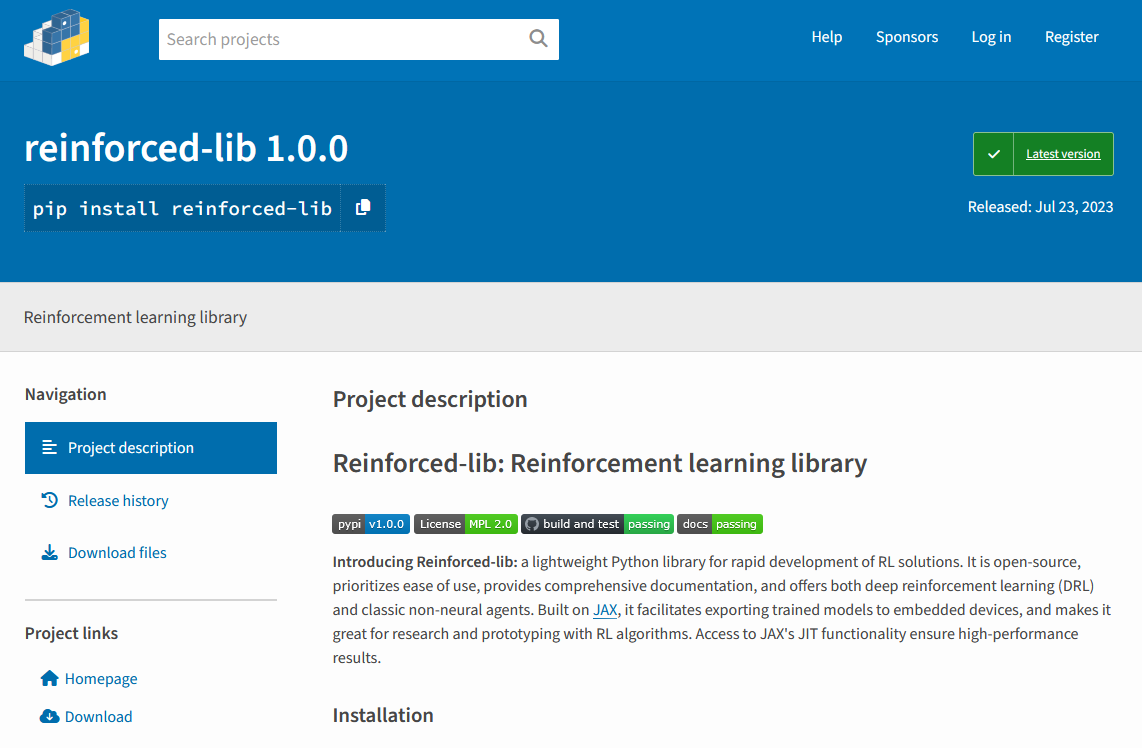 Search projects
Help
Sponsors
Log in
Register
reinforced-lib 1.0.0
Latest version
pip install reinforced-lib
Released: Jul 23, 2023
Reinforcement learning library
Navigation
Project description
Release history
Download files
Project links
Homepage
Download
Project description
Reinforced-lib: Reinforcement learning library
pypi v1.0.0 License MPL 2.0 build and test passing docs passing
Introducing Reinforced-lib: a lightweight Python library for rapid development of RL solutions. It is open-source,
prioritizes ease of use, provides comprehensive documentation, and offers both deep reinforcement learning (DRL)
and classic non-neural agents. Built on JAX, it facilitates exporting trained models to embedded devices, and makes it
great for research and prototyping with RL algorithms. Access to JAX's JIT functionality ensure high-performance
results.
Installation